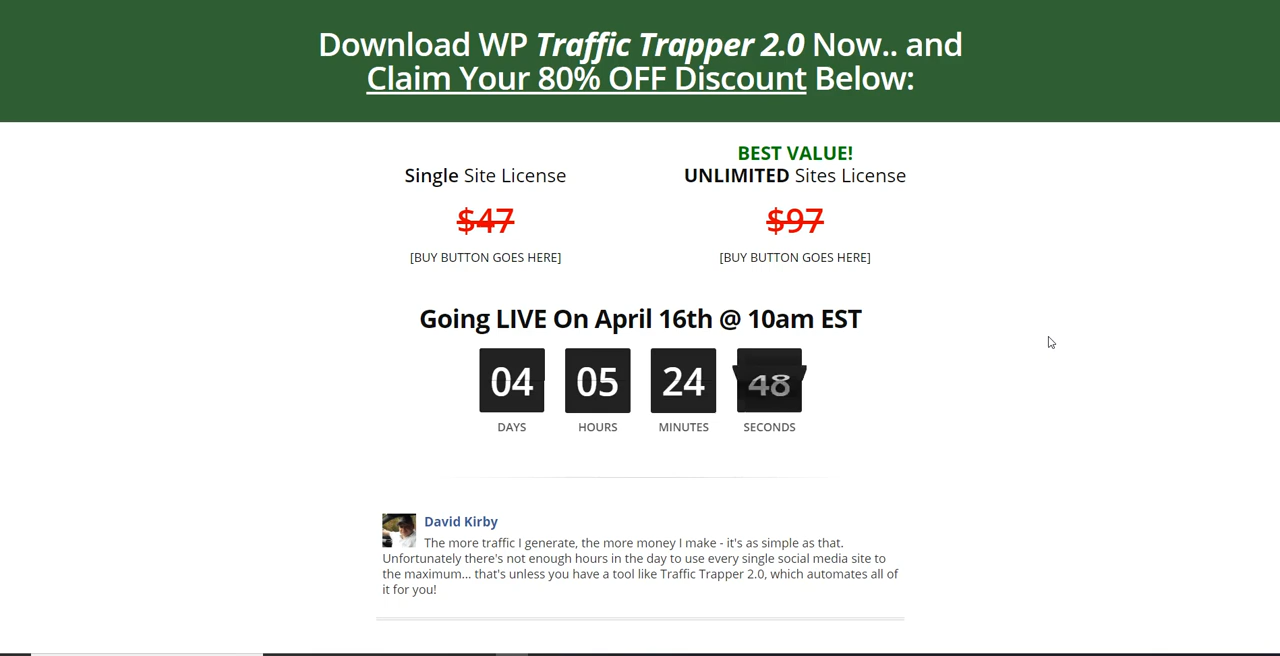 Download WP Traffic Trapper 2.0 Now.. and
Claim Your 80% OFF Discount Below:
BEST VALUE!
Single Site License
UNLIMITED Sites License
$47
$97
[BUY BUTTON GOES HERE]
[BUY BUTTON GOES HERE]
Going LIVE On April 16th @ 10am EST
04 05 24 48
DAYS HOURS MINUTES SECONDS
David Kirby
The more traffic I generate, the more money I make - it's as simple as that.
Unfortunately there's not enough hours in the day to use every single social media site to
the maximum... that's unless you have a tool like Traffic Trapper 2.0, which automates all of
it for you!